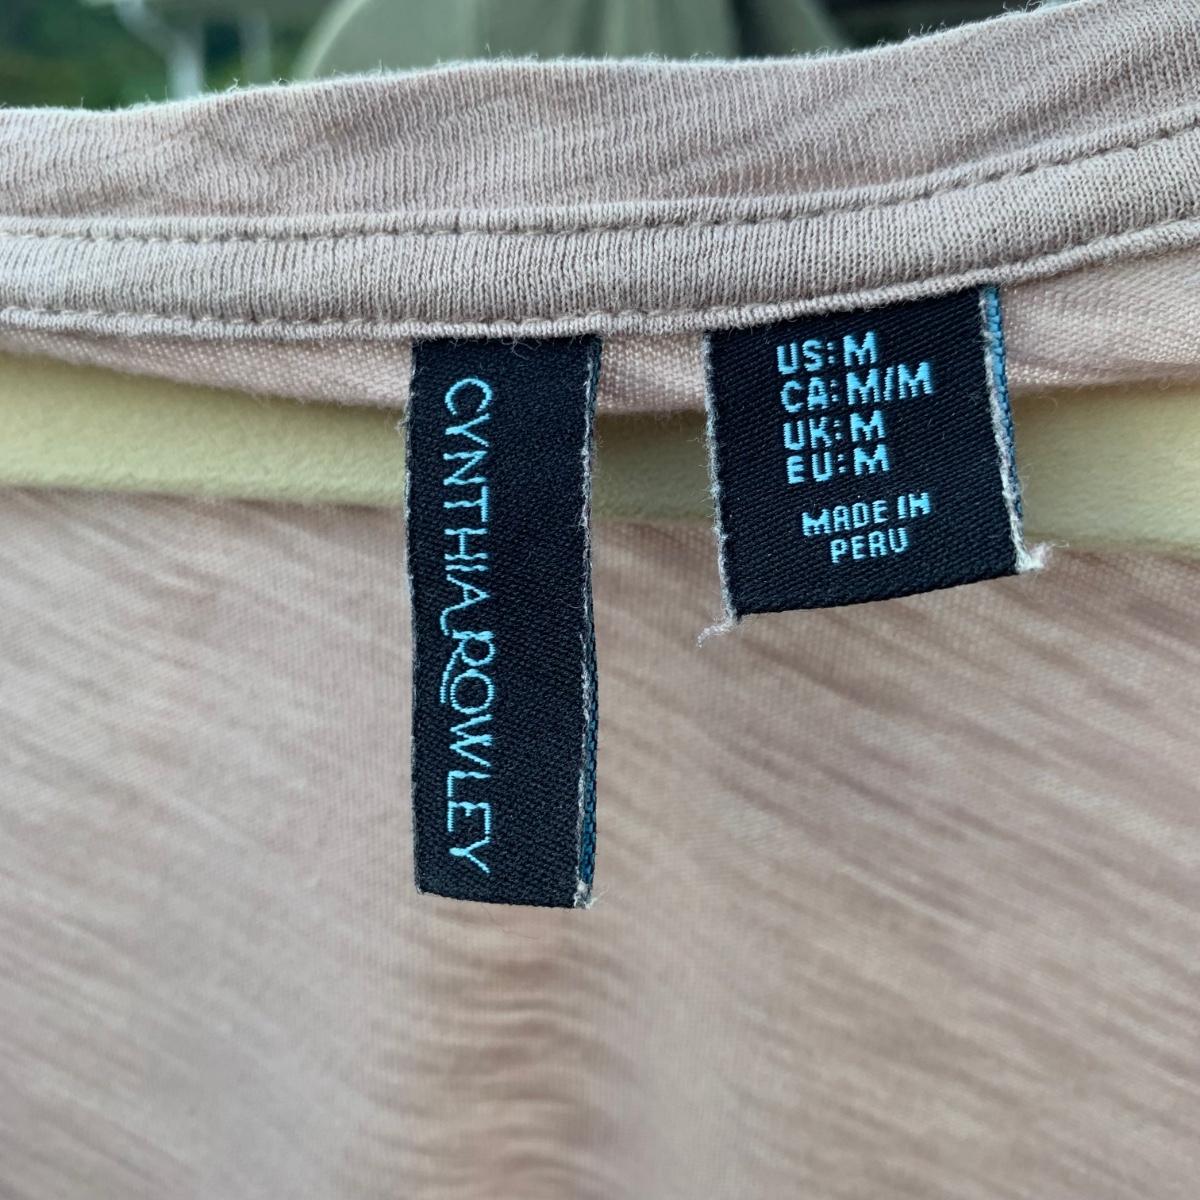 CYNTHIA ROWLEY
US: M
CA: M/M
UK: M
EU: M
MADE IN
PERU